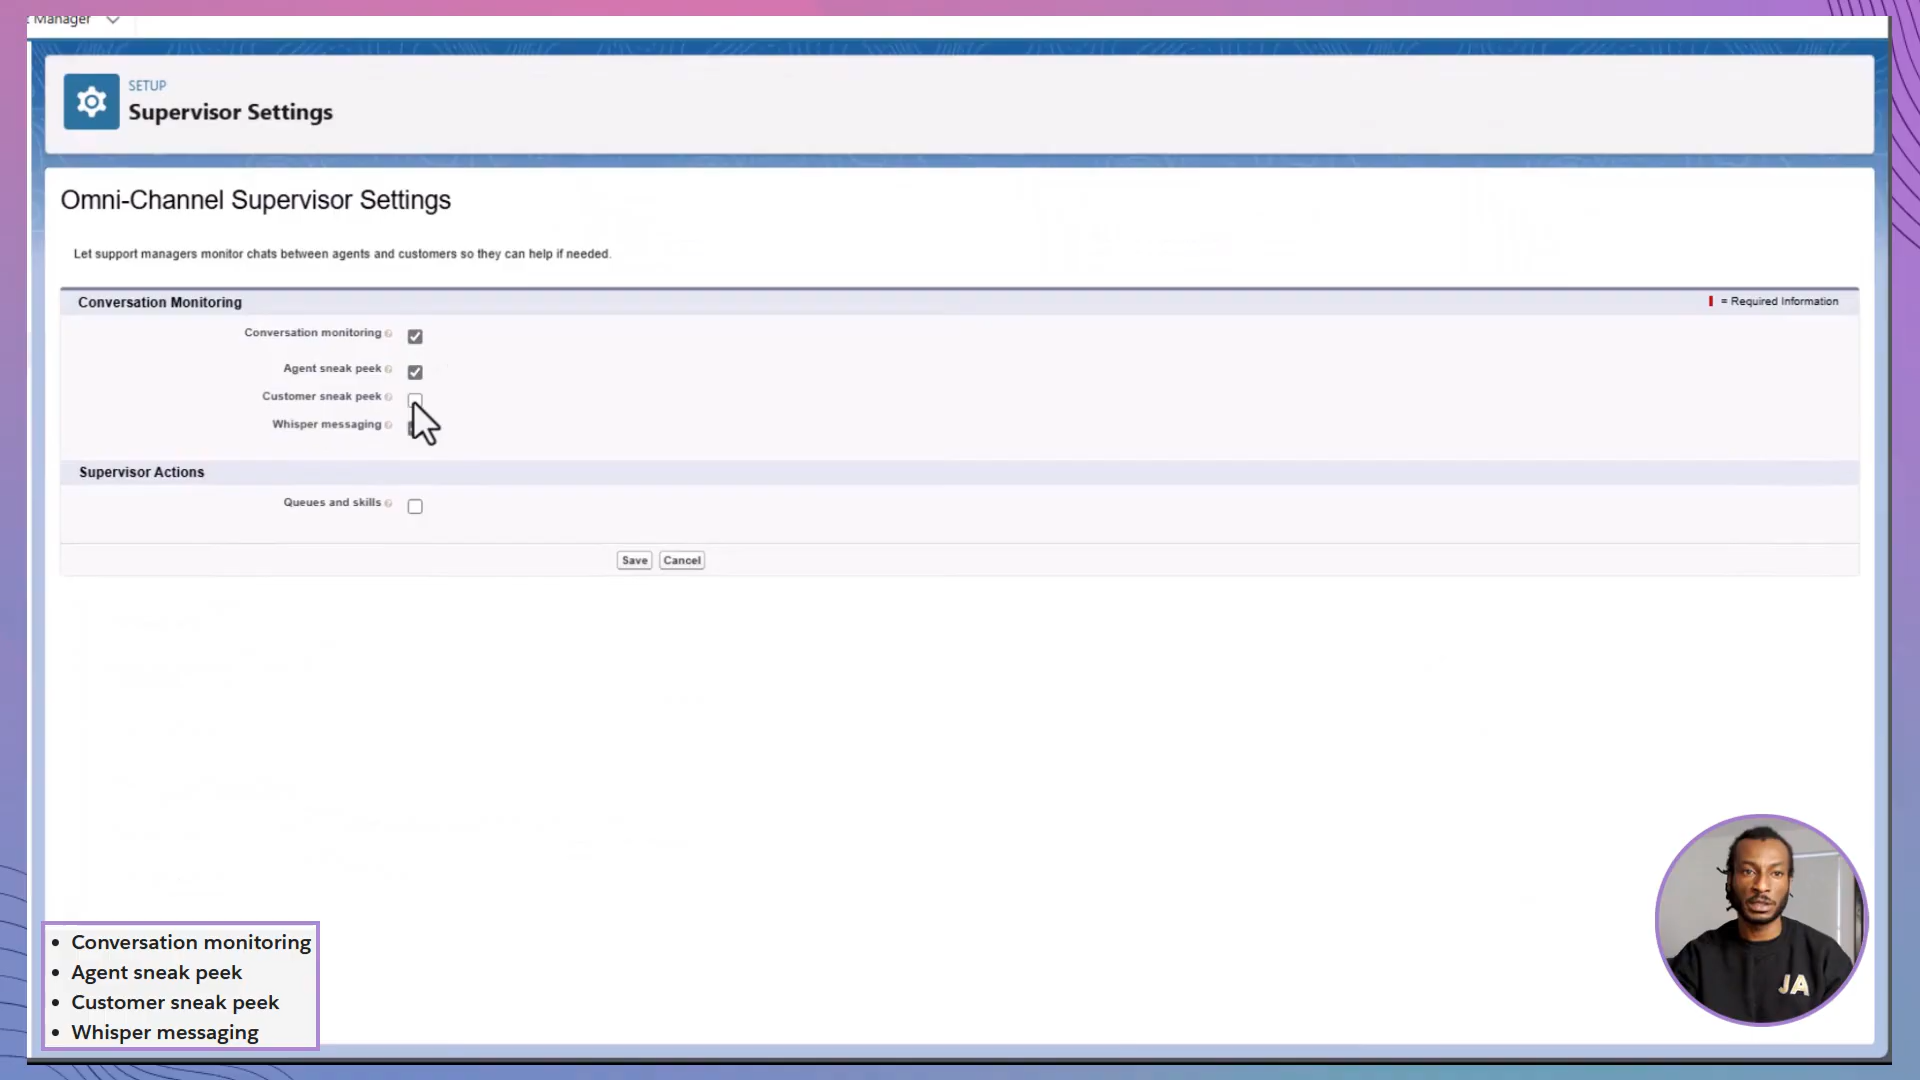 Manager
SETUP
Supervisor Settings
Omni-Channel Supervisor Settings
Let support managers monitor chats between agents and customers so they can help if needed.
Conversation Monitoring
= Required Information
Conversation monitoring
Agent sneak peek
Customer sneak peek
Whisper messaging
Supervisor Actions
Queues and skills
Save Cancel
• Conversation monitoring
• Agent sneak peek
• Customer sneak peek
• Whisper messaging
JA